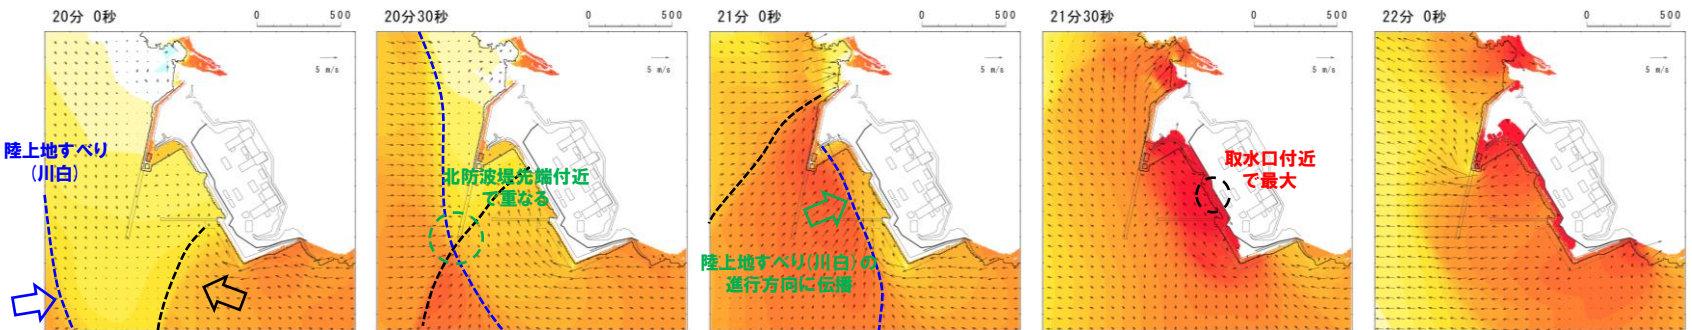 20分 0秒
0 500
5 m/s
陸上地すべり
(川白)
20分30秒
0 500
5 m/s
北防波堤先端付近
で重なる
21分 0秒
0 500
5 m/s
陸上地すべり(川白)の
進行方向に伝播
21分30秒
0 500
5 m/s
取水口付近
で最大
22分 0秒
0 500
5 m/s